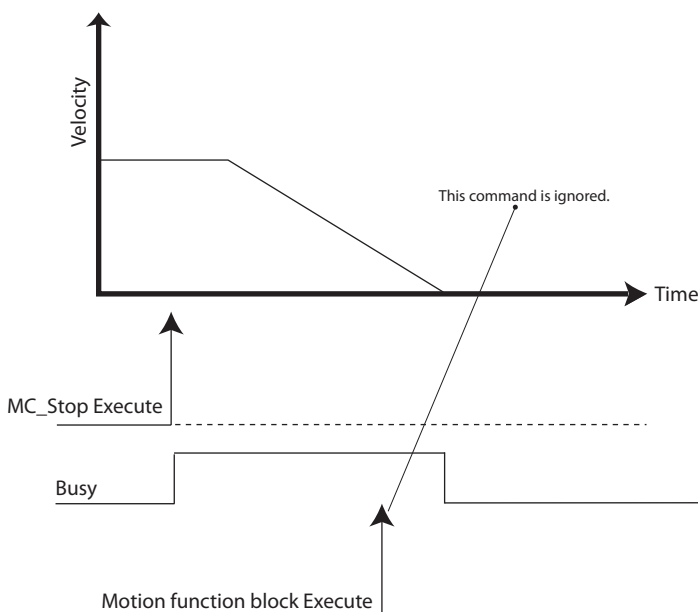 Velocity
This command is ignored.
Time
MC_Stop Execute
Busy
Motion function block Execute